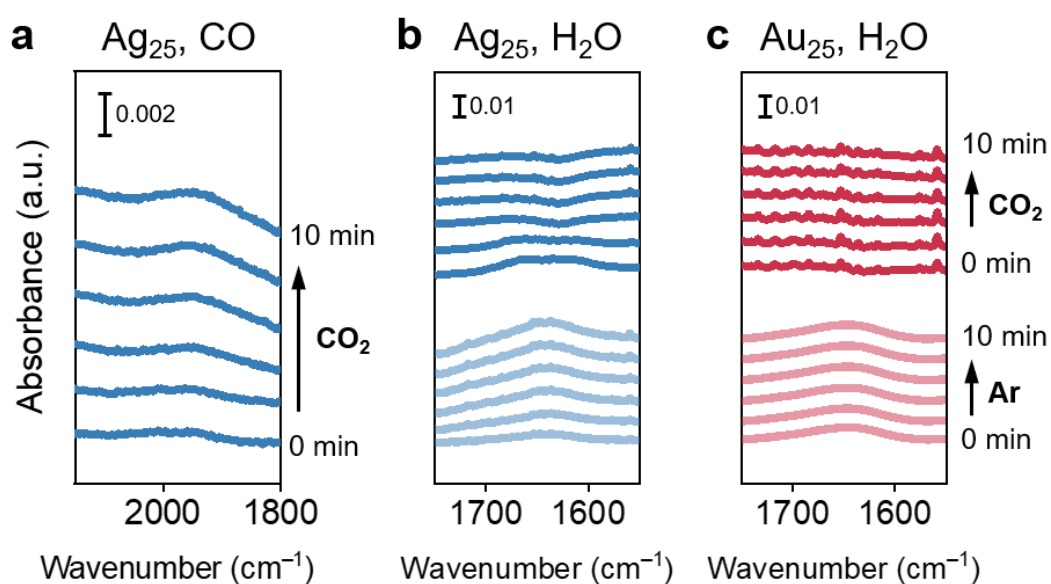 a Ag₂₅, CO
b Ag₂₅, H₂O
c Au₂₅, H₂O
Absorbance (a.u.)
0.002
10 min
CO₂
0 min
2000 1800
Wavenumber (cm⁻¹)
0.01
1700 1600
Wavenumber (cm⁻¹)
0.01
10 min
CO₂
0 min
10 min
Ar
0 min
1700 1600
Wavenumber (cm⁻¹)